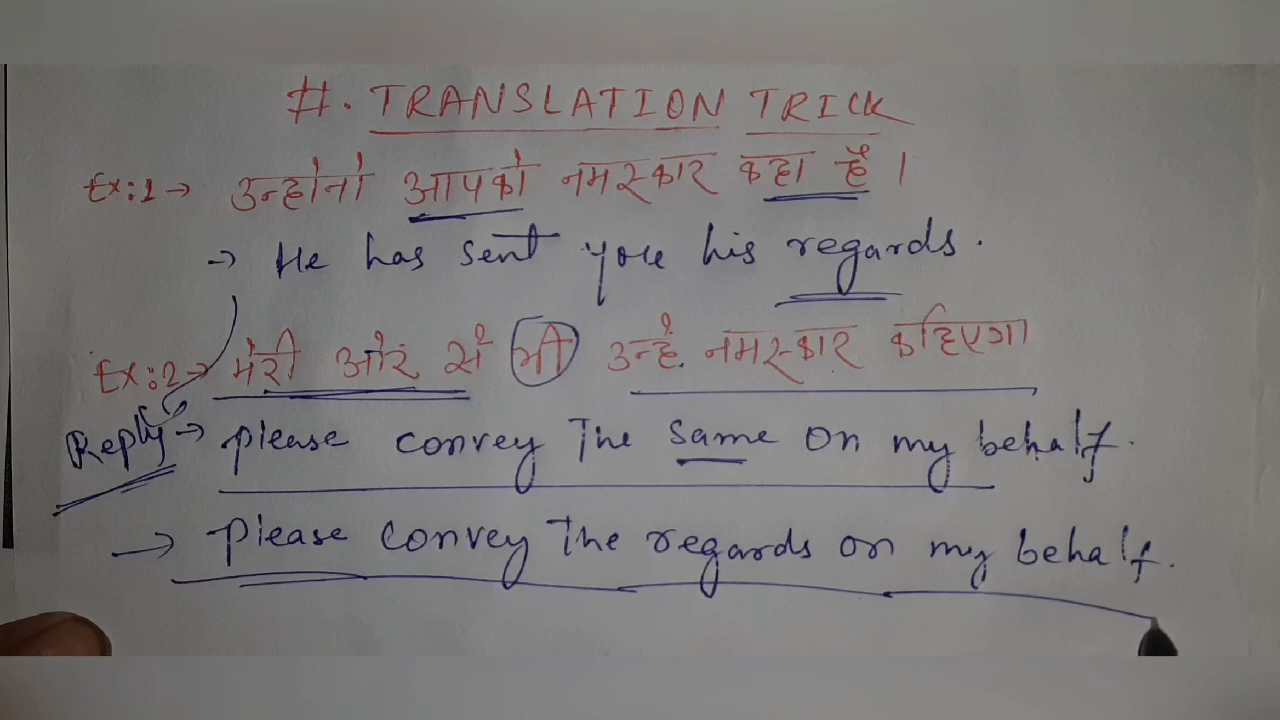 #. TRANSLATION TRICK
Ex:1→ उन्होनो आपको नमस्कार कहा है।
→ He has sent you his regards.
Ex:2→ मेरी ओर से भी उन्हें नमस्कार कहिएगा
Reply→ please convey The same on my behalf.
→ please convey The regards on my behalf.